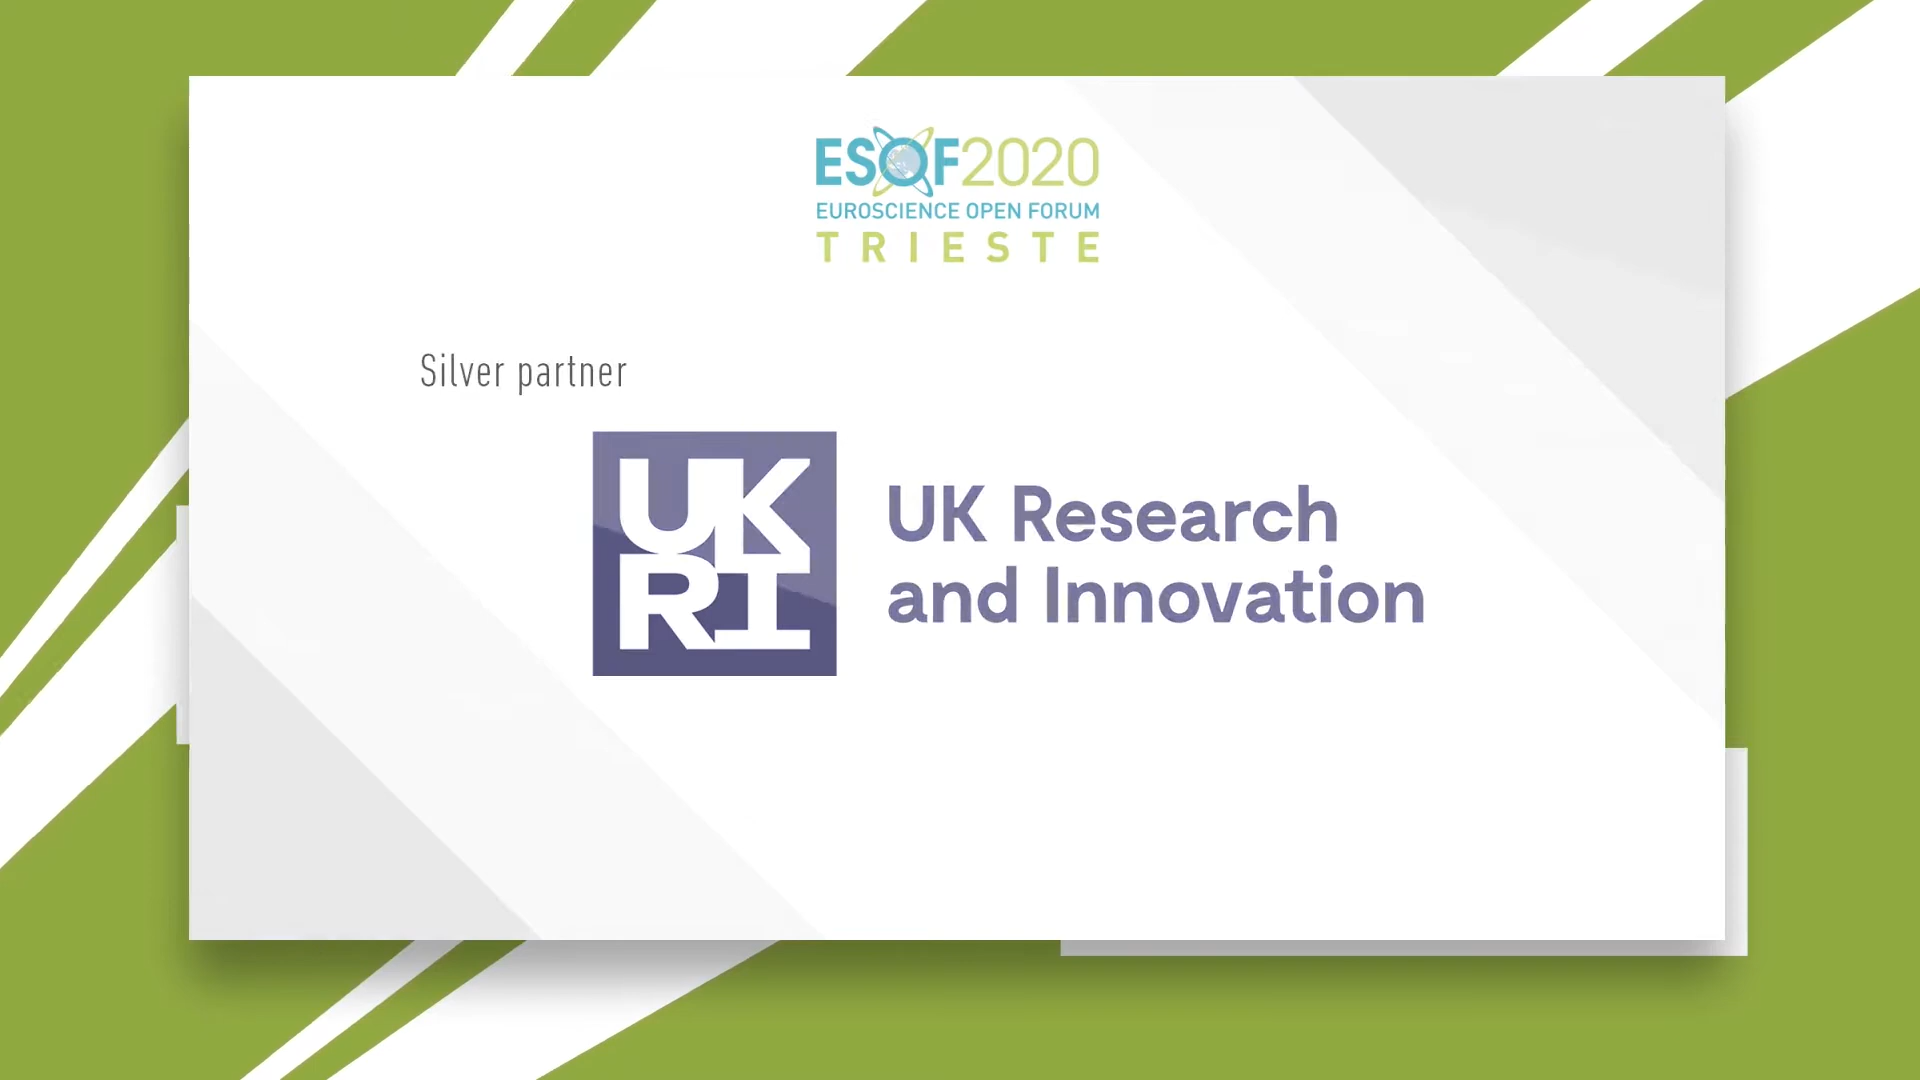 ESOF2020
EUROSCIENCE OPEN FORUM
TRIESTE
Silver partner
UK
RI
UK Research
and Innovation